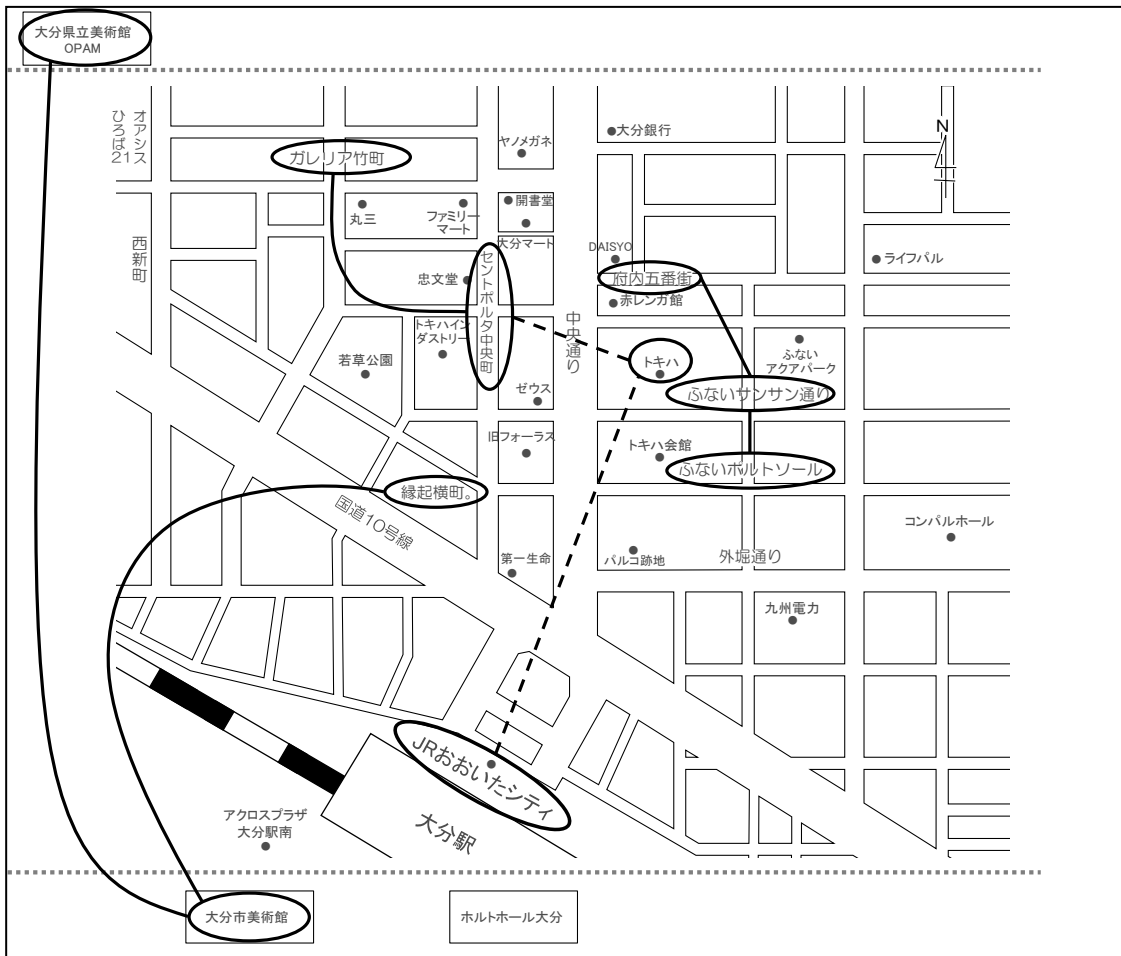 大分県立美術館
OPAM
オアシス
ひろば21
ガレリア竹町
ヤノメガネ
大分銀行
N
丸三
ファミリー
マート
開書堂
大分マート
西新町
忠文堂
セントポルタ中央町
DAISYO
府内五番街
赤レンガ館
ライフパル
トキハイン
ダストリー
中央通り
若草公園
トキハ
ふない
アクアパーク
ゼウス
ふないサンサン通り
旧フォーラス
トキハ会館
ふないポルトソール
縁起横町。
国道10号線
コンパルホール
第一生命
パルコ跡地
外堀通り
九州電力
JRおおいたシティ
大分駅
アクロスプラザ
大分駅南
大分市美術館
ホルトホール大分